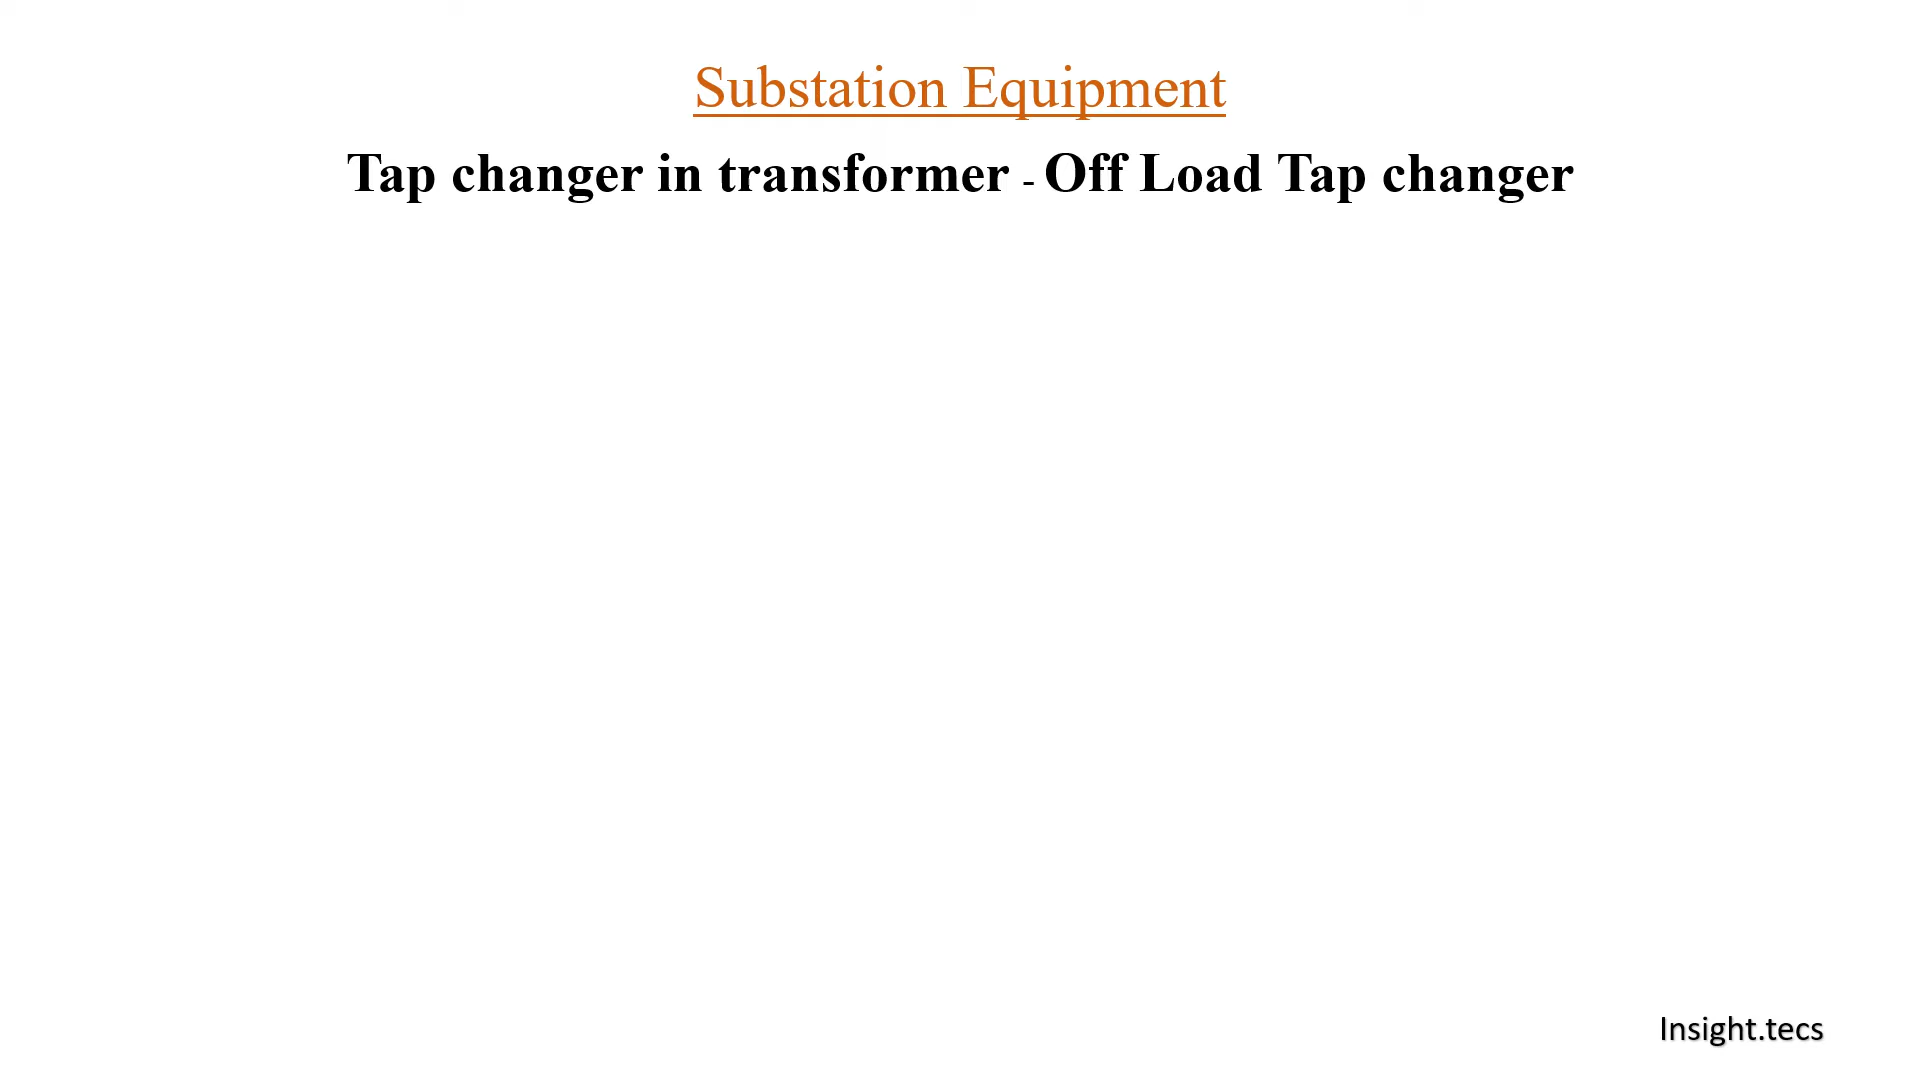 Substation Equipment
Tap changer in transformer - Off Load Tap changer
Insight.tecs